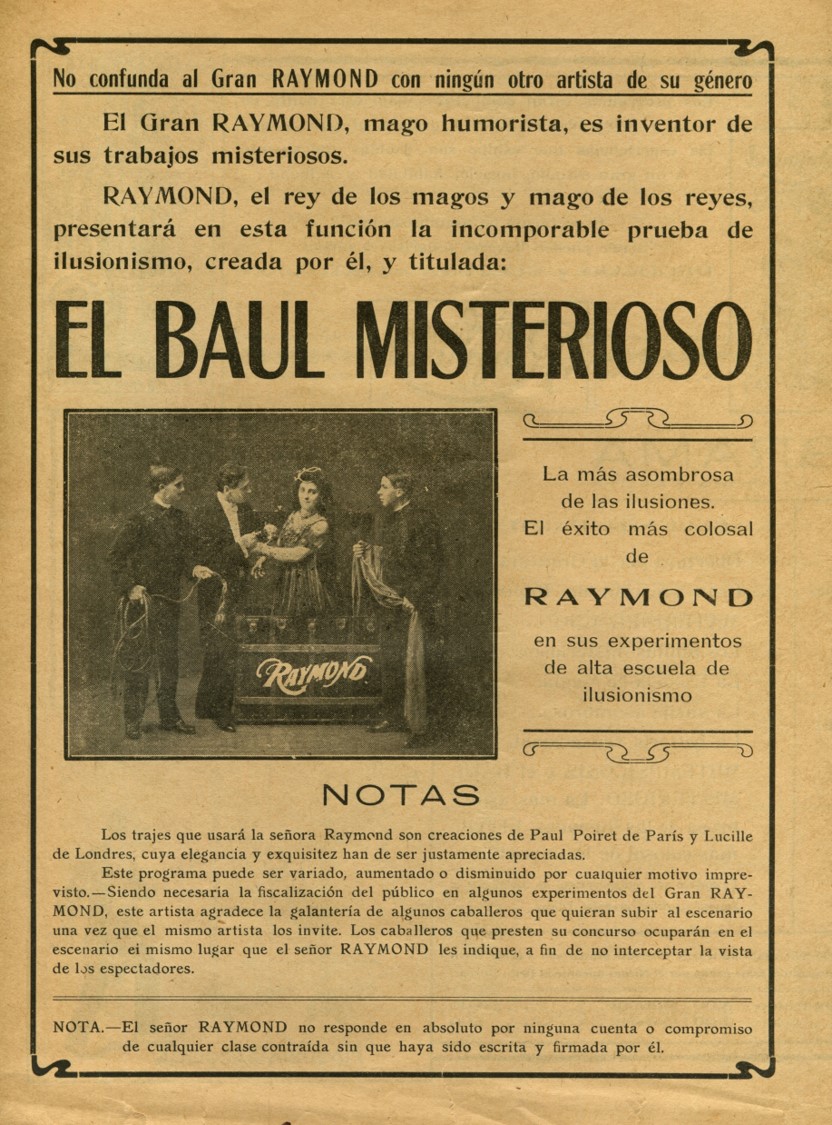 No confunda al Gran RAYMOND con ningún otro artista de su género
El Gran RAYMOND, mago humorista, es inventor de
sus trabajos misteriosos.
RAYMOND, el rey de los magos y mago de los reyes,
presentará en esta función la incomporable prueba de
ilusionismo, creada por él, y titulada:
EL BAUL MISTERIOSO
RAYMOND
La más asombrosa
de las ilusiones.
El éxito más colosal
de
RAYMOND
en sus experimentos
de alta escuela de
ilusionismo
NOTAS
Los trajes que usará la señora Raymond son creaciones de Paul Poiret de París y Lucille
de Londres, cuya elegancia y exquisitez han de ser justamente apreciadas.
Este programa puede ser variado, aumentado o disminuido por cualquier motivo impre-
visto.—Siendo necesaria la fiscalización del público en algunos experimentos del Gran RAY-
MOND, este artista agradece la galantería de algunos caballeros que quieran subir al escenario
una vez que el mismo artista los invite. Los caballeros que presten su concurso ocuparán en el
escenario ei mismo lugar que el señor RAYMOND les indique, a fin de no interceptar la vista
de los espectadores.
NOTA.—El señor RAYMOND no responde en absoluto por ninguna cuenta o compromiso
de cualquier clase contraída sin que haya sido escrita y firmada por él.